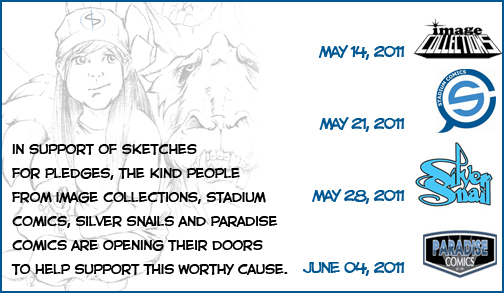 MAY 14, 2011
image
COLLECTIONS
STADIUM COMICS
S
MAY 21, 2011
IN SUPPORT OF SKETCHES
FOR PLEDGES, THE KIND PEOPLE
FROM IMAGE COLLECTIONS, STADIUM
COMICS, SILVER SNAILS AND PARADISE
COMICS ARE OPENING THEIR DOORS
TO HELP SUPPORT THIS WORTHY CAUSE.
MAY 28, 2011
Silver
Snail
JUNE 04, 2011
PARADISE
COMICS